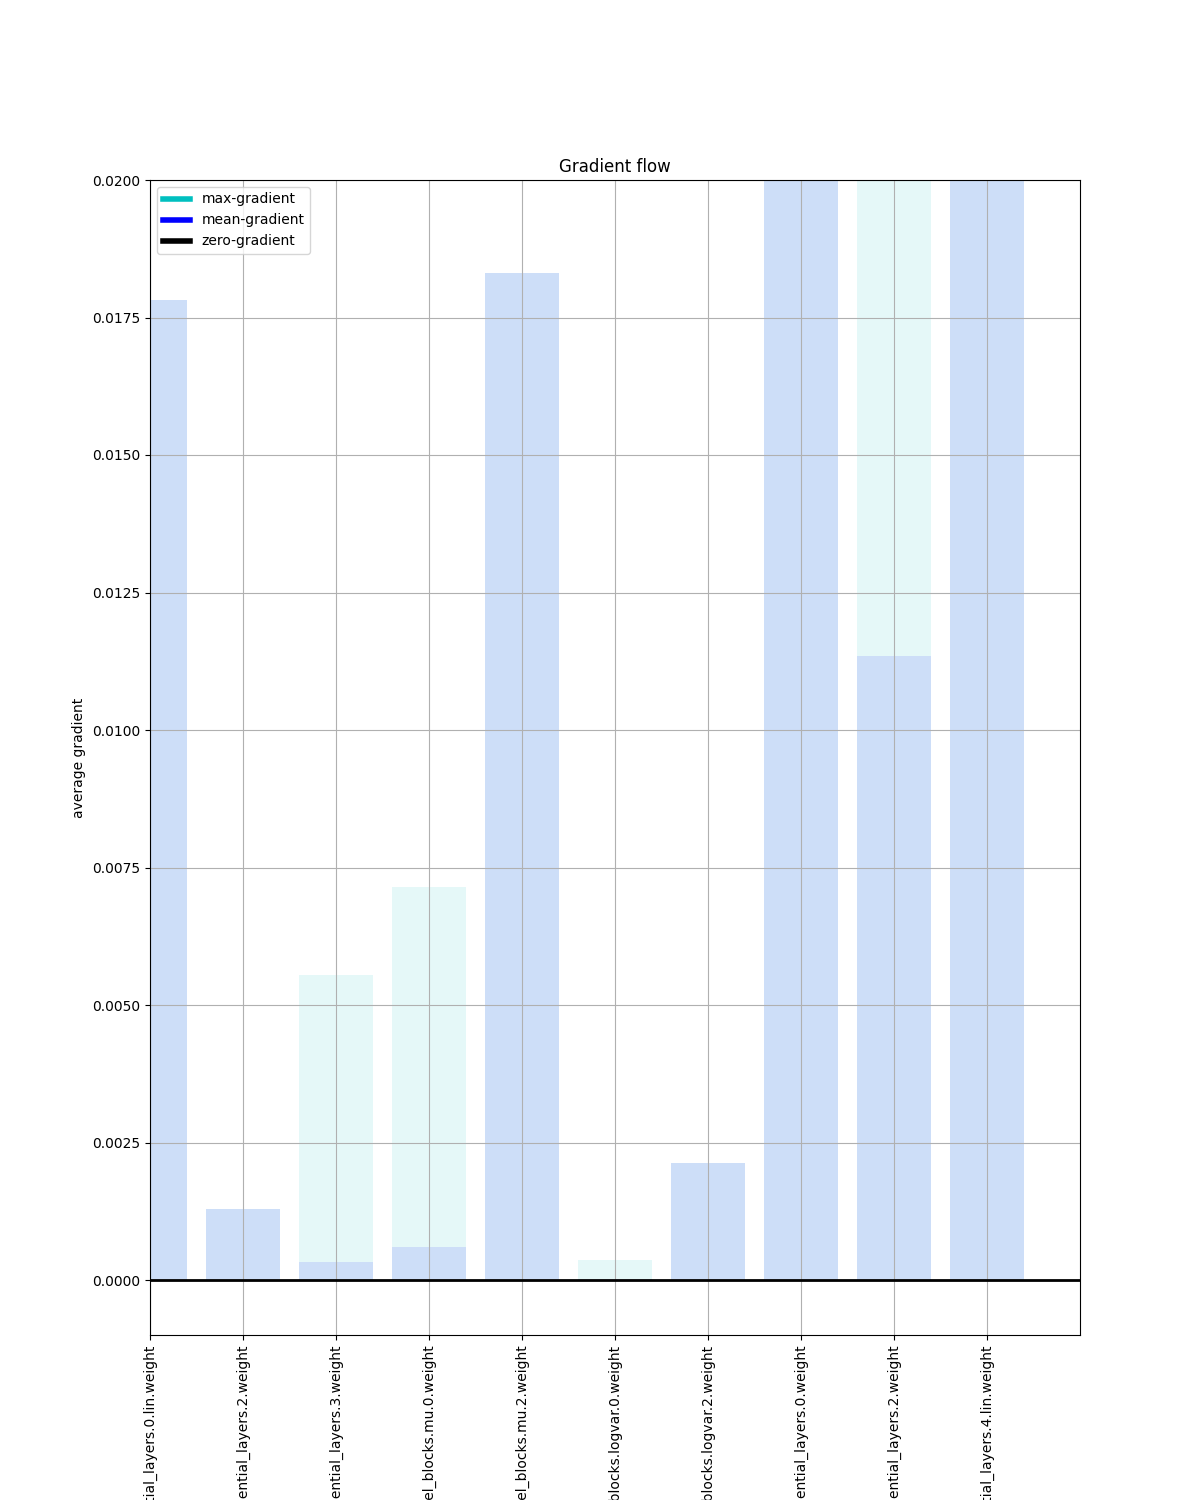 Gradient flow
max-gradient
mean-gradient
zero-gradient
0.0200
0.0175
0.0150
0.0125
0.0100
0.0075
0.0050
0.0025
0.0000
average gradient
tial_layers.0.lin.weight
ential_layers.2.weight
ential_layers.3.weight
el_blocks.mu.0.weight
el_blocks.mu.2.weight
blocks.logvar.0.weight
blocks.logvar.2.weight
ential_layers.0.weight
ential_layers.2.weight
tial_layers.4.lin.weight